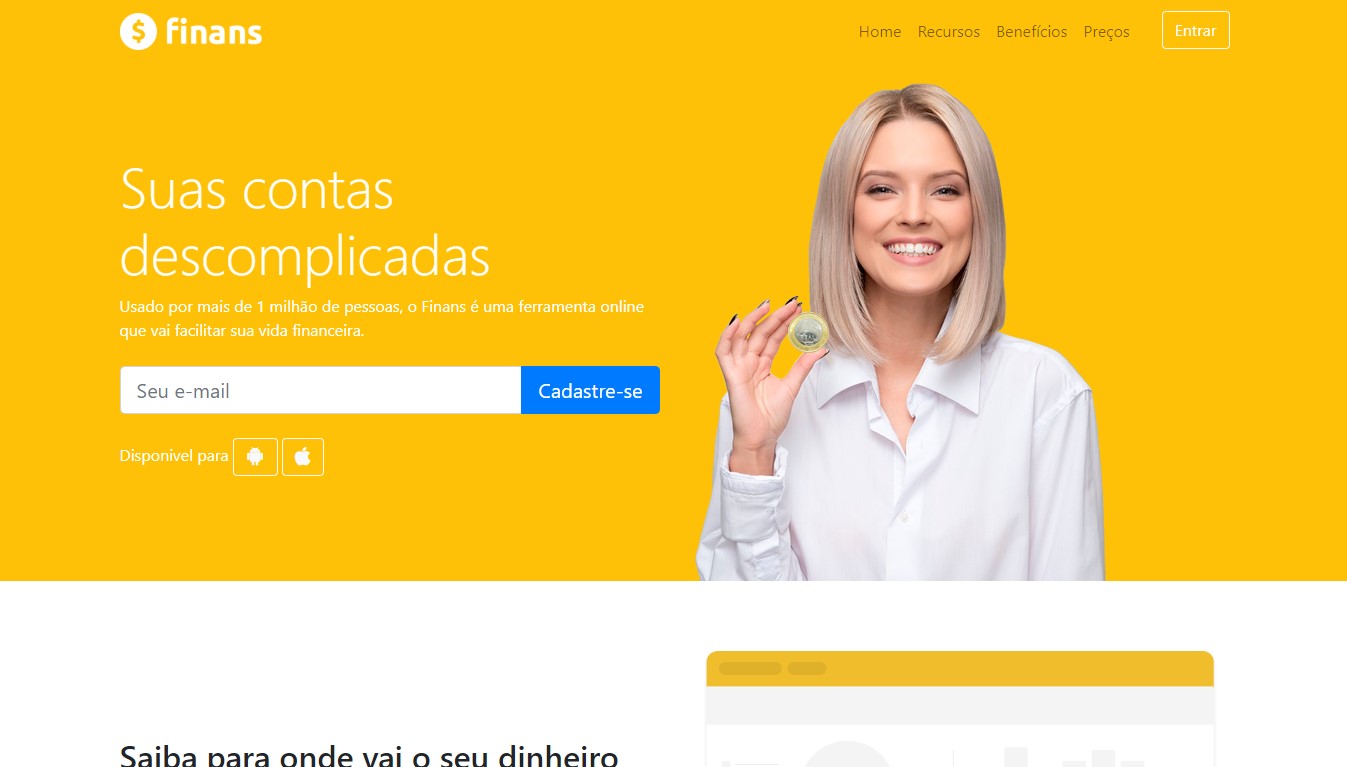 finans
Home Recursos Benefícios Preços Entrar
Suas contas
descomplicadas
Usado por mais de 1 milhão de pessoas, o Finans é uma ferramenta online
que vai facilitar sua vida financeira.
Seu e-mail Cadastre-se
Disponivel para
Saiba para onde vai o seu dinheiro